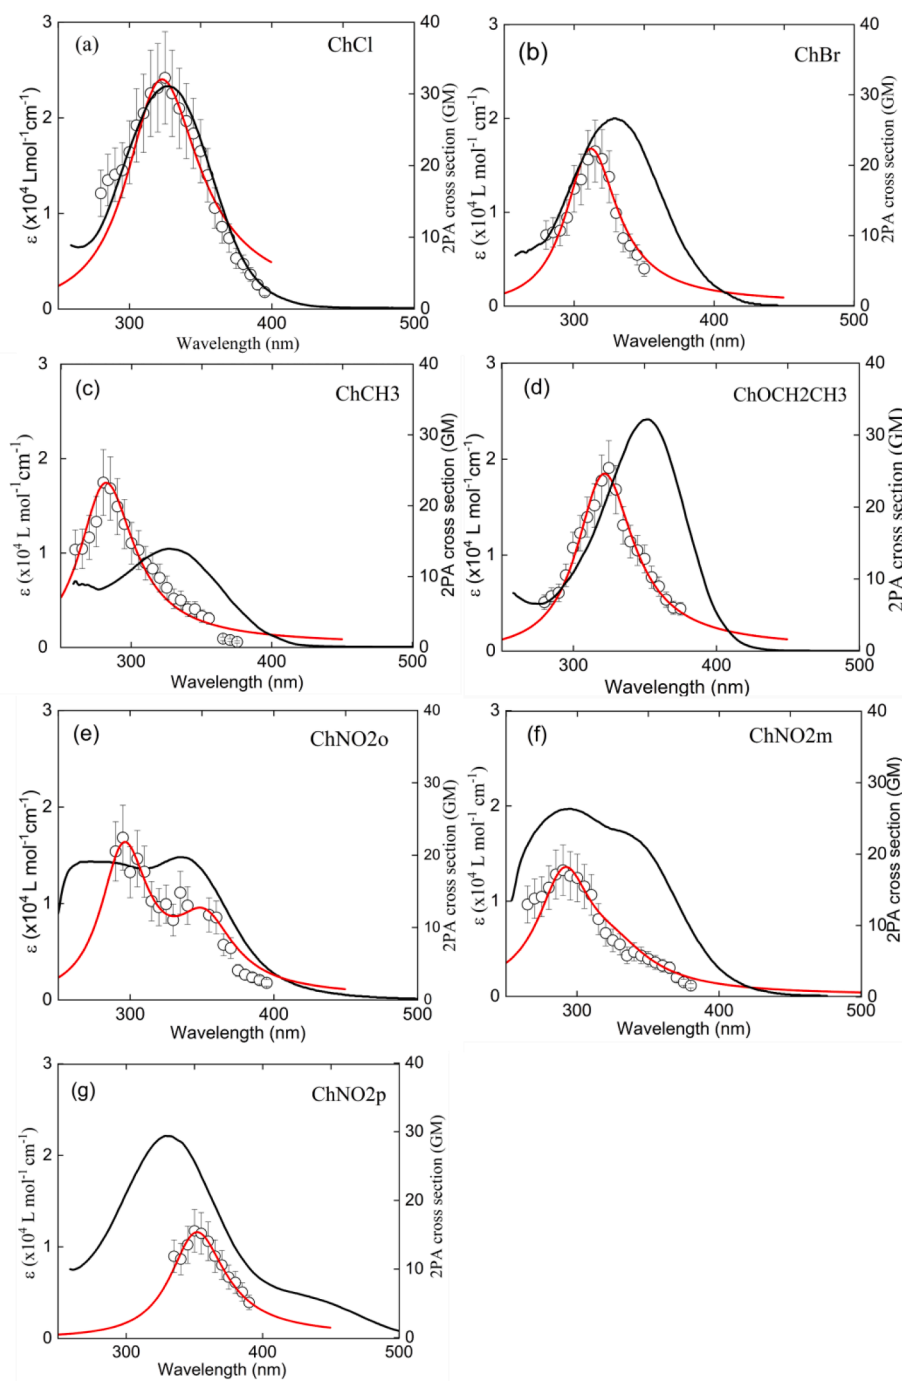 (a)
ChCl
ε (x10⁴ Lmol⁻¹cm⁻¹)
2PA cross section (GM)
3
2
1
0
40
30
20
10
0
300
400
500
Wavelength (nm)
(b)
ChBr
ε (x10⁴ L mol⁻¹ cm⁻¹)
2PA cross section (GM)
3
2
1
0
40
30
20
10
0
300
400
500
Wavelength (nm)
(c)
ChCH3
ε (x10⁴ L mol⁻¹cm⁻¹)
2PA cross section (GM)
3
2
1
0
40
30
20
10
0
300
400
500
Wavelength (nm)
(d)
ChOCH2CH3
ε (x10⁴ L mol⁻¹cm⁻¹)
2PA cross section (GM)
3
2
1
0
40
30
20
10
0
300
400
500
Wavelength (nm)
(e)
ChNO2o
ε (x10⁴ L mol⁻¹cm⁻¹)
2PA cross section (GM)
3
2
1
0
40
30
20
10
0
300
400
500
Wavelength (nm)
(f)
ChNO2m
ε (x10⁴ L mol⁻¹ cm⁻¹)
2PA cross section (GM)
3
2
1
0
40
30
20
10
0
300
400
500
Wavelength (nm)
(g)
ChNO2p
ε (x10⁴ L mol⁻¹ cm⁻¹)
2PA cross section (GM)
3
2
1
0
40
30
20
10
0
300
400
500
Wavelength (nm)